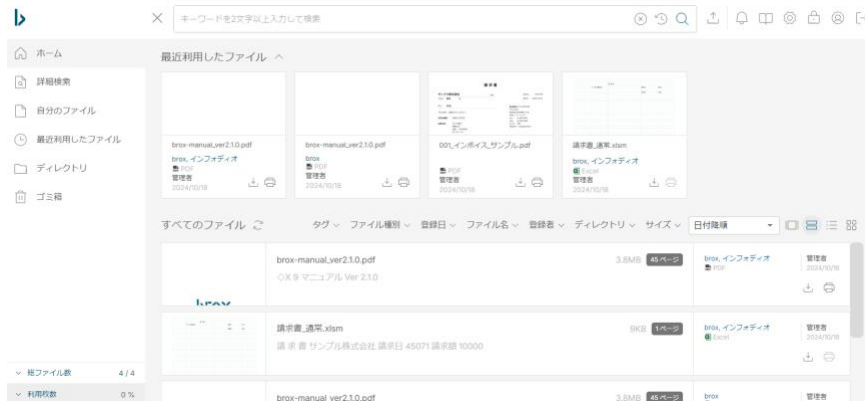 キーワードを2文字以上入力して検索
ホーム
詳細検索
自分のファイル
最近利用したファイル
ディレクトリ
ゴミ箱
総ファイル数 4 / 4
利用枚数 0 %
最近利用したファイル
brox-manual_ver2.1.0.pdf
brox, インフォディオ
PDF
管理者
2024/10/18
brox-manual_ver2.1.0.pdf
brox
PDF
管理者
2024/10/18
001_インボイス_サンプル.pdf
PDF
管理者
2024/10/18
請求書_通常.xlsm
brox, インフォディオ
Excel
管理者
2024/10/18
すべてのファイル タグ ファイル種別 登録日 ファイル名 登録者 ディレクトリ サイズ 日付降順
brox-manual_ver2.1.0.pdf 3.8MB 45 ページ brox, インフォディオ 管理者
PDF 2024/10/18
マニュアル Ver 2.1.0
brox
請求書_通常.xlsm 9KB 1 ページ brox, インフォディオ 管理者
Excel 2024/10/18
請 求 書 サンプル株式会社 請求日 45071 請求額 10000
brox-manual_ver2.1.0.pdf 3.8MB 45 ページ brox 管理者